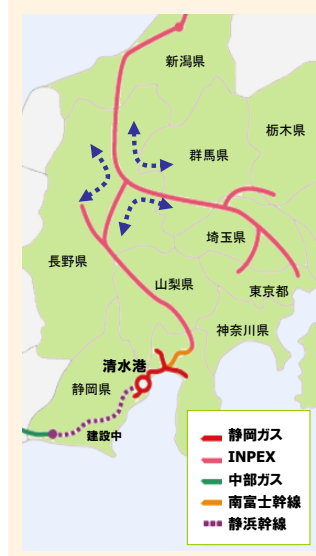 新潟県
栃木県
群馬県
埼玉県
長野県
山梨県
東京都
神奈川県
清水港
静岡県
建設中
静岡ガス
INPEX
中部ガス
南富士幹線
静浜幹線